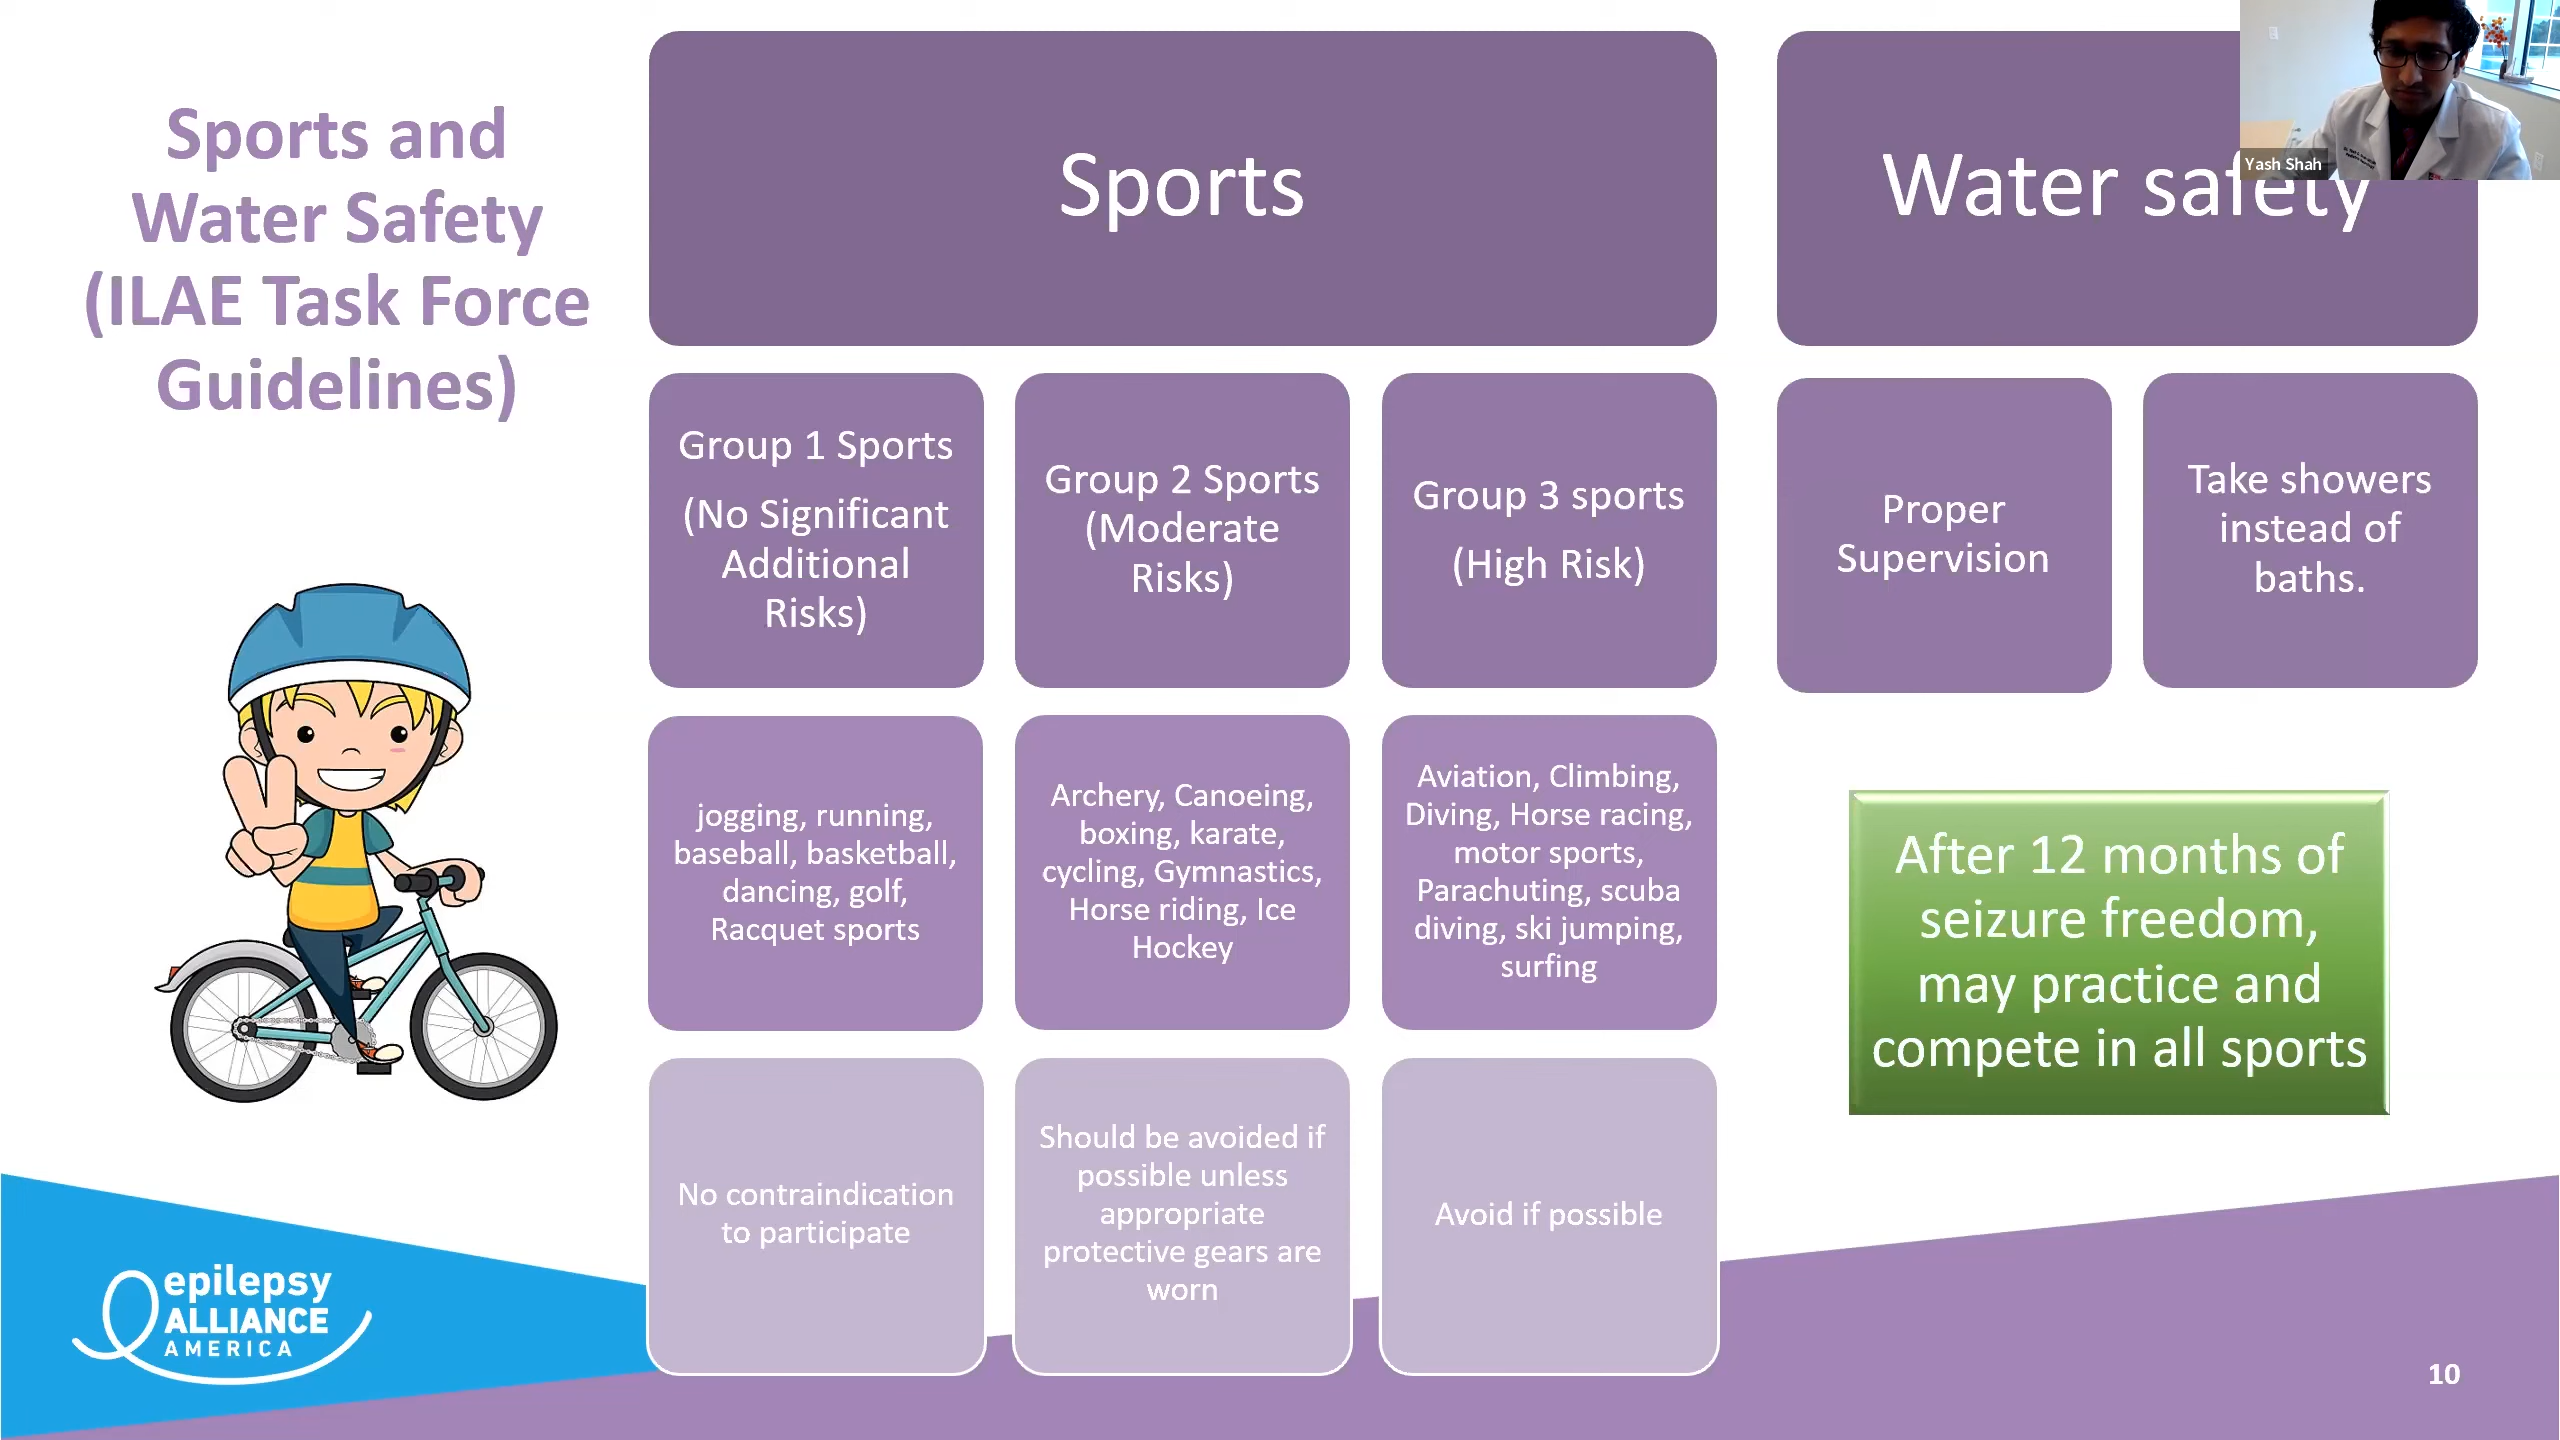 Sports and
Water Safety
(ILAE Task Force
Guidelines)
Sports
Water safety
Yash Shah
Group 1 Sports
(No Significant
Additional
Risks)
Group 2 Sports
(Moderate
Risks)
Group 3 sports
(High Risk)
Proper
Supervision
Take showers
instead of
baths.
jogging, running,
baseball, basketball,
dancing, golf,
Racquet sports
Archery, Canoeing,
boxing, karate,
cycling, Gymnastics,
Horse riding, Ice
Hockey
Aviation, Climbing,
Diving, Horse racing,
motor sports,
Parachuting, scuba
diving, ski jumping,
surfing
After 12 months of
seizure freedom,
may practice and
compete in all sports
No contraindication
to participate
Should be avoided if
possible unless
appropriate
protective gears are
worn
Avoid if possible
epilepsy
ALLIANCE
AMERICA
10